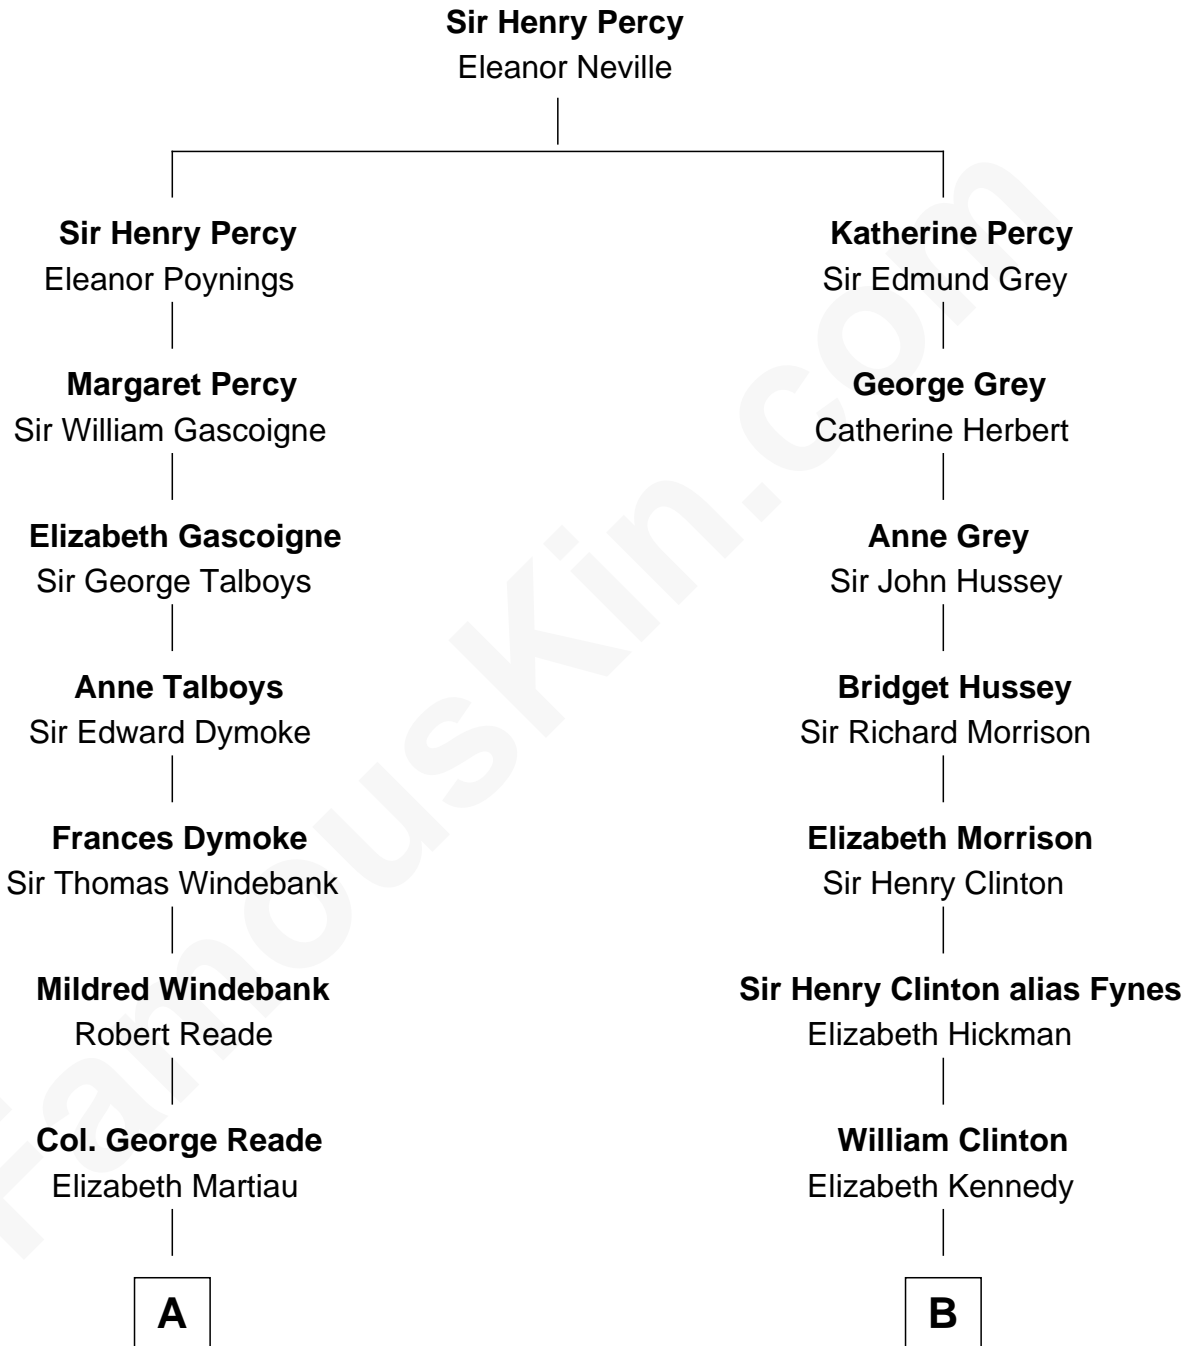 Sir Henry Percy
Eleanor Neville
Sir Henry Percy
Eleanor Poynings
Margaret Percy
Sir William Gascoigne
Elizabeth Gascoigne
Sir George Talboys
Anne Talboys
Sir Edward Dymoke
Frances Dymoke
Sir Thomas Windebank
Mildred Windebank
Robert Reade
Col. George Reade
Elizabeth Martiau
A
Katherine Percy
Sir Edmund Grey
George Grey
Catherine Herbert
Anne Grey
Sir John Hussey
Bridget Hussey
Sir Richard Morrison
Elizabeth Morrison
Sir Henry Clinton
Sir Henry Clinton alias Fynes
Elizabeth Hickman
William Clinton
Elizabeth Kennedy
B
FamousKin.com